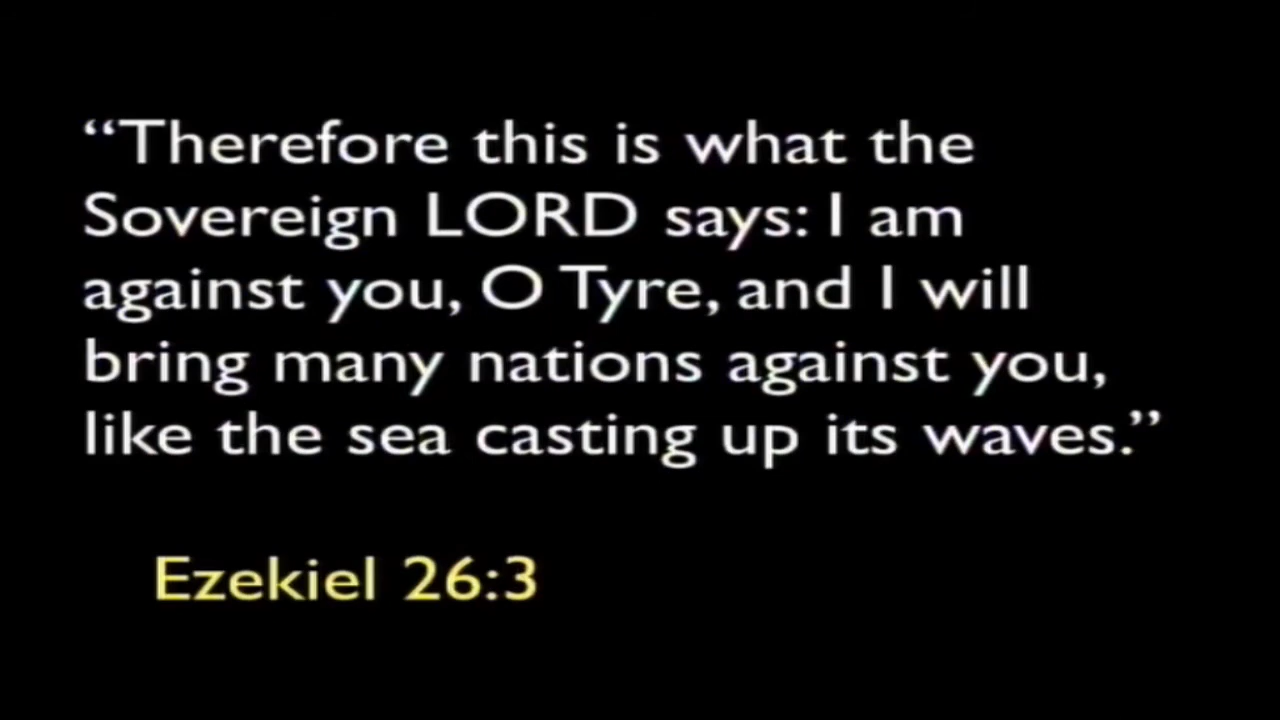 “Therefore this is what the
Sovereign LORD says: I am
against you, O Tyre, and I will
bring many nations against you,
like the sea casting up its waves.”
Ezekiel 26:3